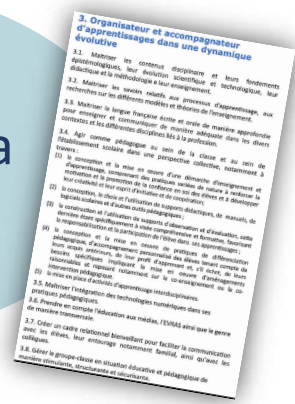 a
3. Organisateur et accompagnateur
d'apprentissages dans une dynamique
évolutive
3.1. Maîtriser les contenus disciplinaire et leurs fondements
épistémologiques, leur évolution scientifique et technologique, leur
didactique et la méthodologie e leur enseignement.
3.2. Maîtriser les savoirs relatifs aux processus d'apprentissage, aux
recherches sur les différents modèles et théories de l'enseignement.
3.3. Maîtriser la langue française écrite et orale de manière approfondie
pour enseigner et communiquer de manière adéquate dans les divers
contextes et les différentes disciplines liés à la profession.
3.4. Agir comme pédagogue au sein de la classe et au sein de
l'établissement scolaire dans une perspective collective, notamment à
travers :
(1) la conception et la mise en œuvre d'une démarche d'enseignement et
d'apprentissage, comprenant des pratiques variées de nature à renforcer la
motivation et la promotion de la confiance en soi des élèves et à développer
leur créativité et leur esprit d'initiative et de coopération;
(2) la conception, le choix et l'utilisation de supports didactiques, de manuels, de
logiciels scolaires et d'autres outils pédagogiques ;
(3) la construction et l'utilisation de supports d'observation et d'évaluation, cette
dernière étant spécifiquement à visée compréhensive et formative, favorisant
la responsabilisation et la participation de l'élève dans ses apprentissages ;
(4) la conception et la mise en œuvre de pratiques de différenciation
pédagogique, d'accompagnement personnel des élèves tenant compte de
leurs acquis antérieurs, de leur profil d'apprenant et, s'il échet, de leurs
besoins spécifiques impliquant la mise en œuvre d'aménagements
raisonnables et reposant notamment sur le co-enseignement ou la co-
intervention pédagogique.
(5) la mise en place d'activités d'apprentissage interdisciplinaires.
3.5. Maîtriser l'intégration des technologies numériques dans ses
pratiques pédagogiques.
3.6. Prendre en compte l'éducation aux médias, l'EVRAS ainsi que le genre
de manière transversale.
3.7. Créer un cadre relationnel bienveillant pour faciliter la communication
avec les élèves, leur entourage notamment familial, ainsi qu'avec les
collègues.
3.8. Gérer le groupe-classe en situation éducative et pédagogique de
manière stimulante, structurante et sécurisante.